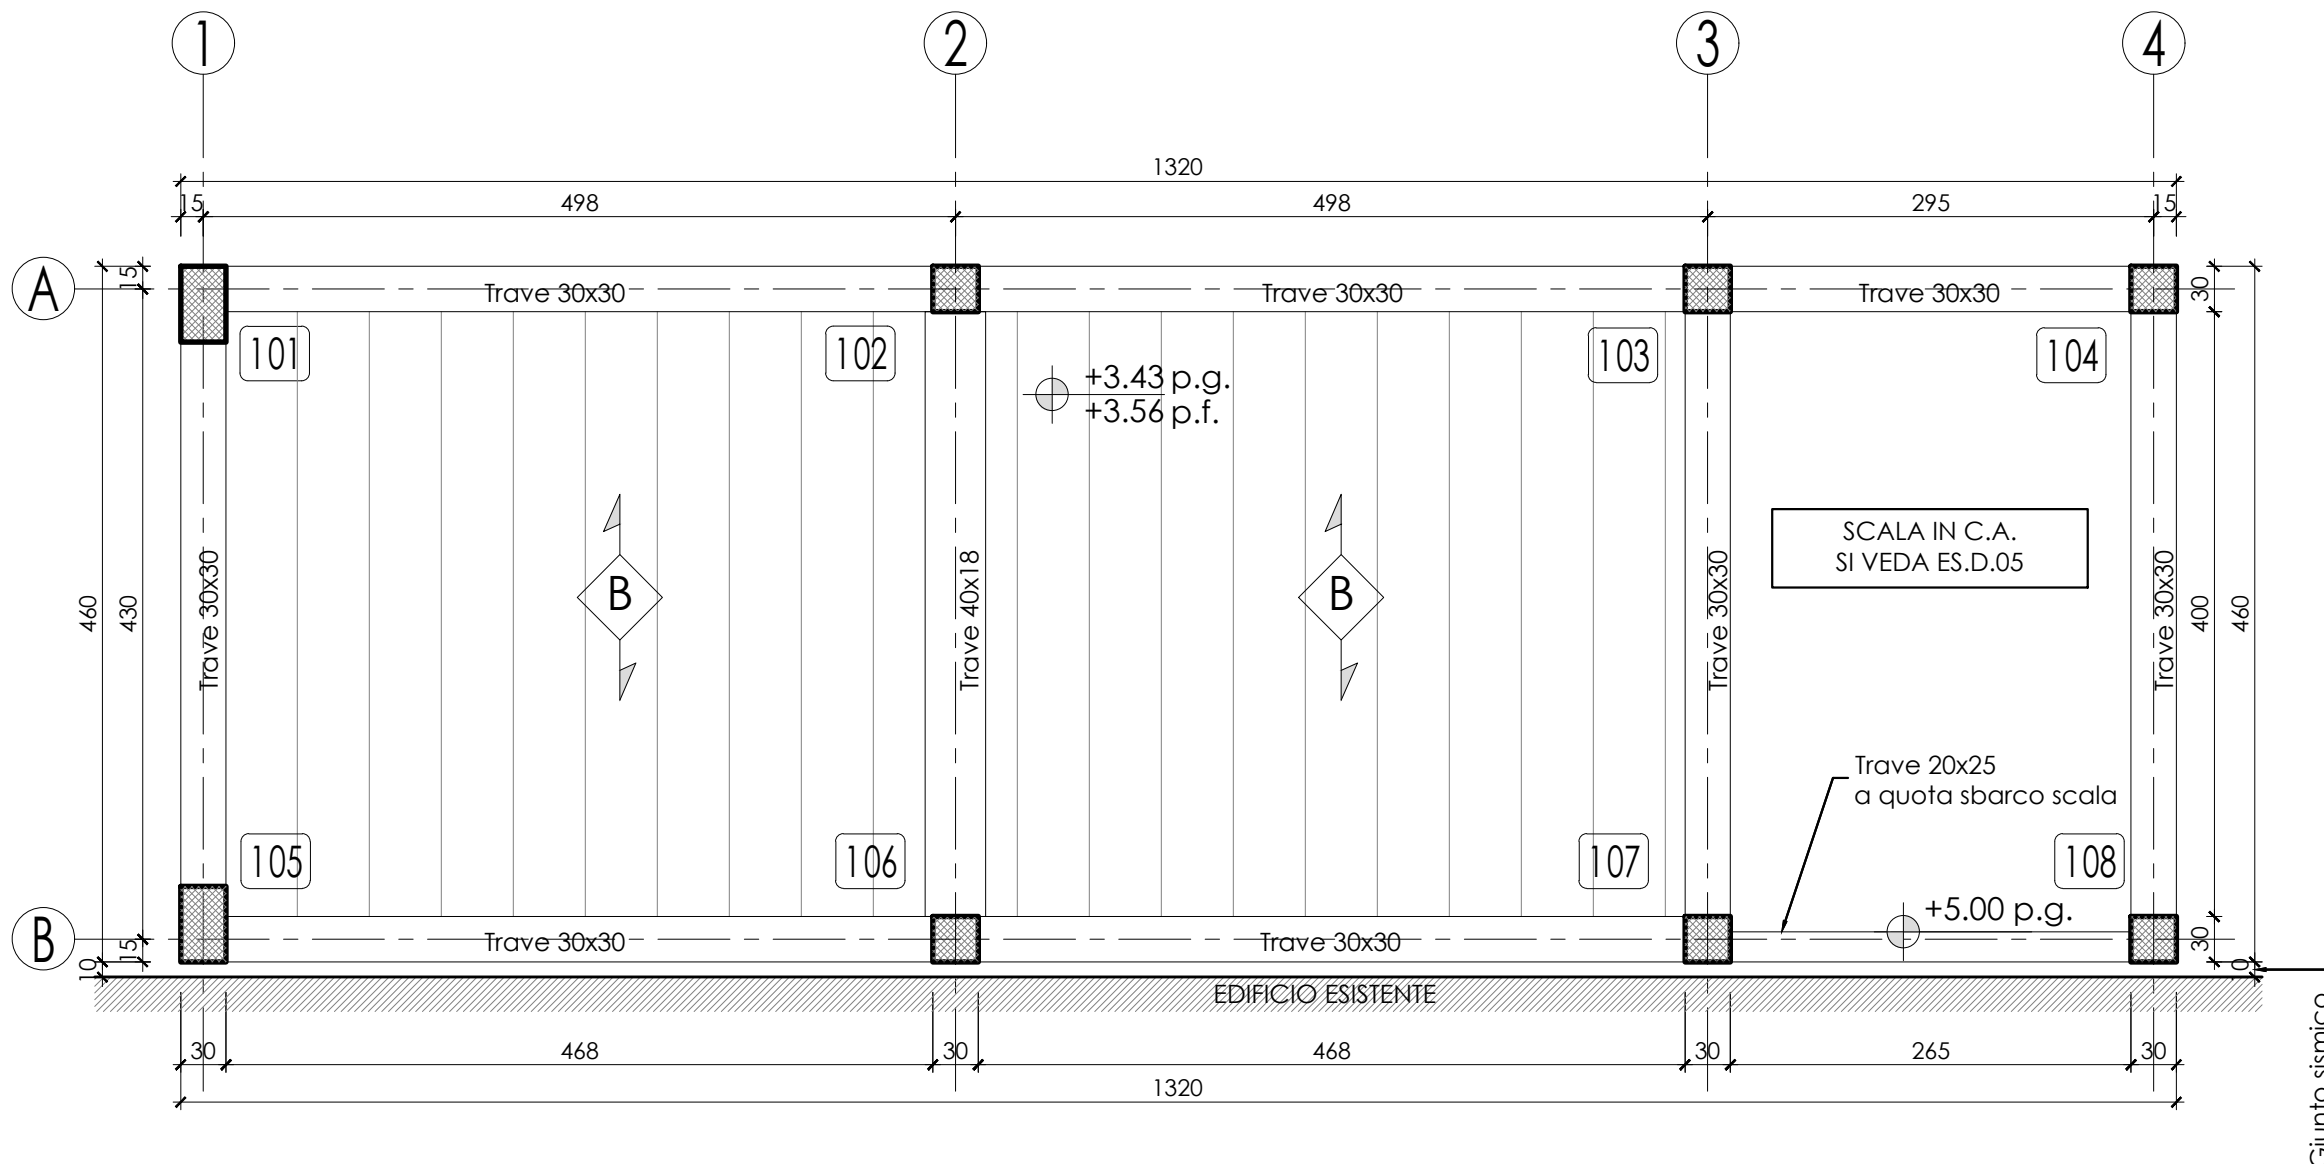 1
2
3
4
1320
15
498
498
295
15
A
15
Trave 30x30
Trave 30x30
Trave 30x30
30
101
102
103
104
+3.43 p.g.
+3.56 p.f.
460
430
Trave 30x30
B
Trave 40x18
B
Trave 30x30
SCALA IN C.A.
SI VEDA ES.D.05
Trave 30x30
400
460
Trave 20x25
a quota sbarco scala
105
106
107
108
+5.00 p.g.
B
15
10
Trave 30x30
Trave 30x30
30
10
EDIFICIO ESISTENTE
Giunto sismico
30
468
30
468
30
265
30
1320